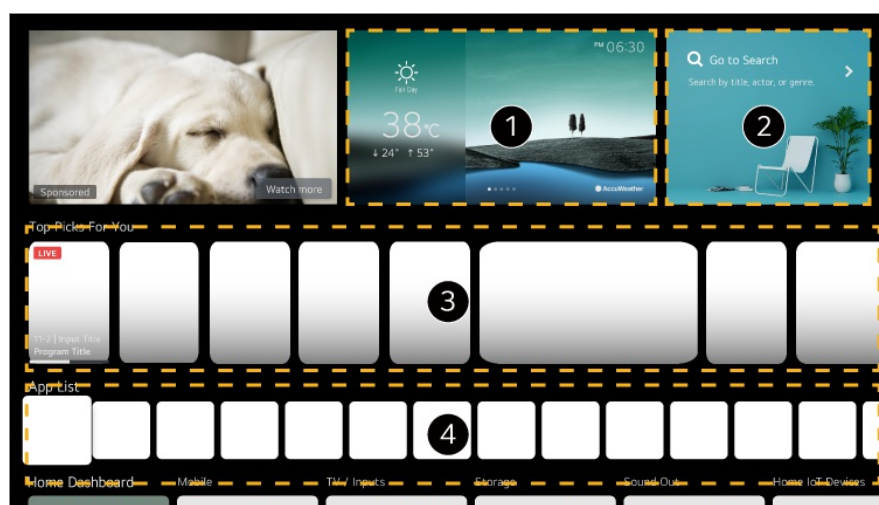 PM 06:30
Go to Search
Search by title, actor, or genre.
Fair Day
38°C
↓ 24° ↑ 53°
1
2
Sponsored
Watch more
AccuWeather
Top Picks For You
LIVE
3
11-2 | Input Title
Program Title
App List
4
Home Dashboard Mobile TV / Inputs Storage Sound Out Home IoT Devices